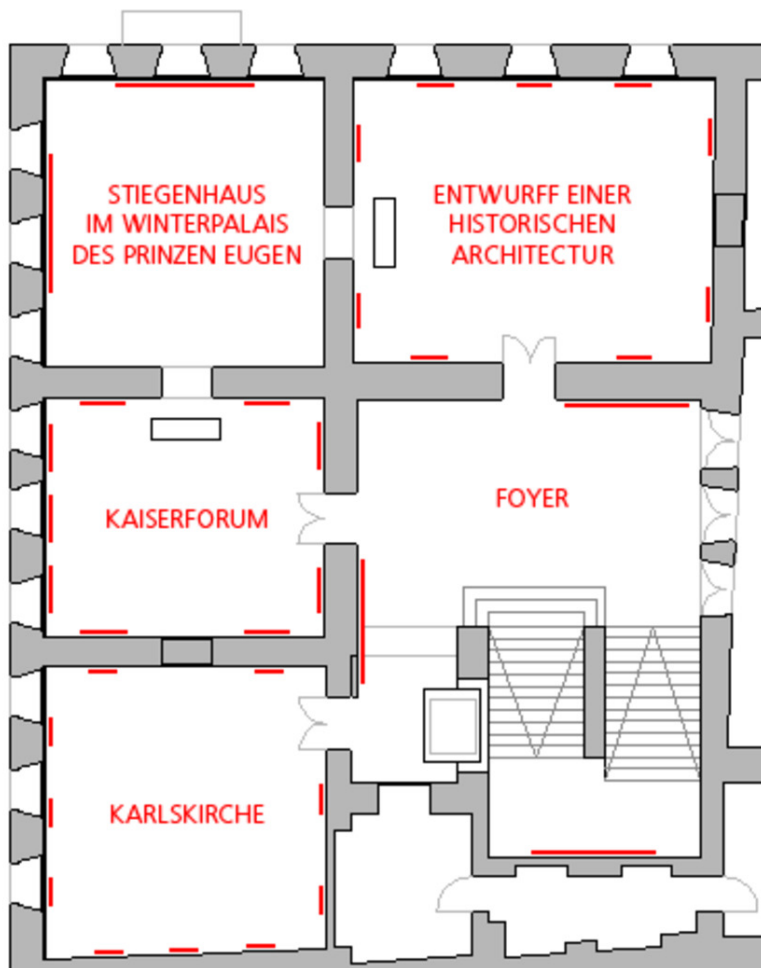 STIEGENHAUS
IM WINTERPALAIS
DES PRINZEN EUGEN
ENTWURFF EINER
HISTORISCHEN
ARCHITECTUR
KAISERFORUM
FOYER
KARLSKIRCHE